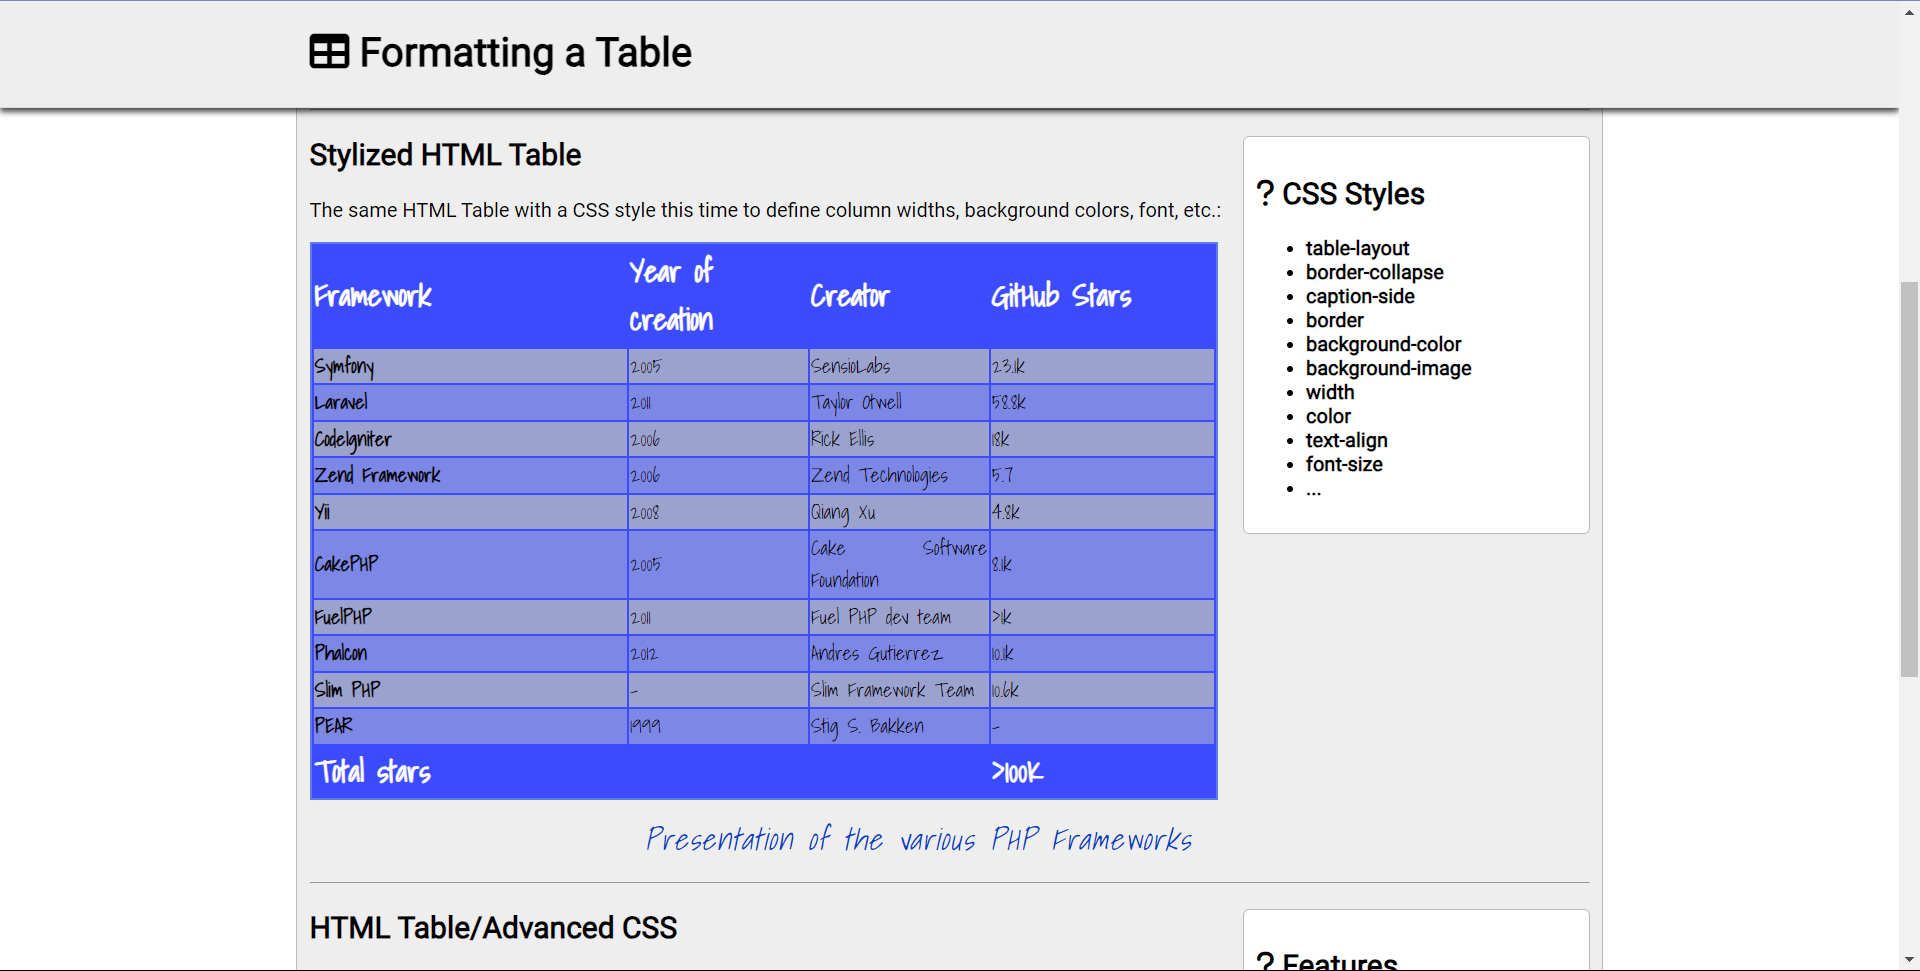 Formatting a Table
Stylized HTML Table
The same HTML Table with a CSS style this time to define column widths, background colors, font, etc.:
Framework Year of creation Creator GitHub Stars
Symfony 2005 SensioLabs 23.1k
Laravel 2011 Taylor Otwell 58.8k
CodeIgniter 2006 Rick Ellis 18k
Zend Framework 2006 Zend Technologies 5.7
Yii 2008 Qiang Xu 4.8k
CakePHP 2005 Cake Software Foundation 8.1k
FuelPHP 2011 Fuel PHP dev team >1k
Phalcon 2012 Andres Gutierrez 10.1k
Slim PHP - Slim Framework Team 10.6k
PEAR 1999 Stig S. Bakken -
Total stars >100K
Presentation of the various PHP Frameworks
? CSS Styles
• table-layout
• border-collapse
• caption-side
• border
• background-color
• background-image
• width
• color
• text-align
• font-size
• ...
HTML Table/Advanced CSS
? Features